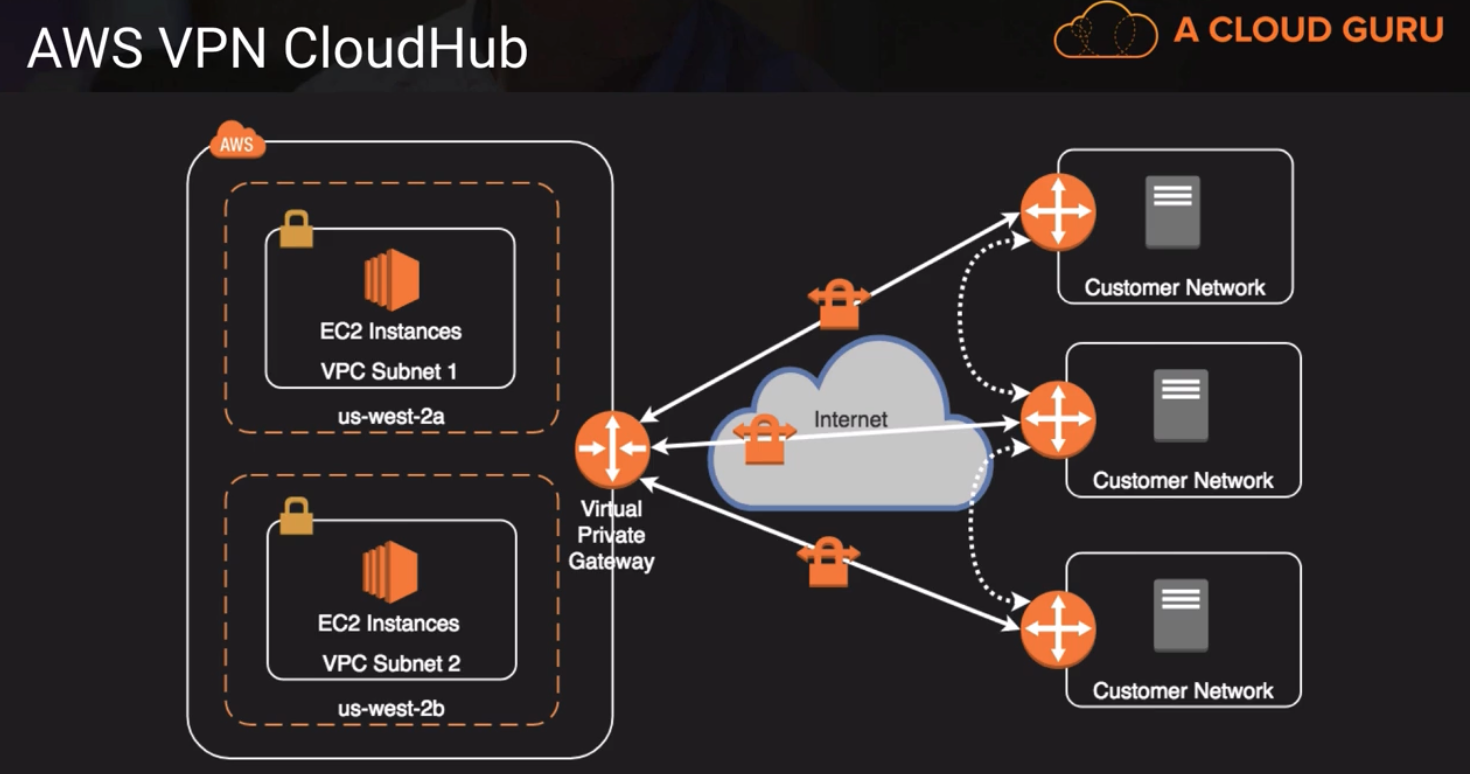 AWS VPN CloudHub
A CLOUD GURU
AWS
EC2 Instances
VPC Subnet 1
us-west-2a
EC2 Instances
VPC Subnet 2
us-west-2b
Virtual
Private
Gateway
Internet
Customer Network
Customer Network
Customer Network